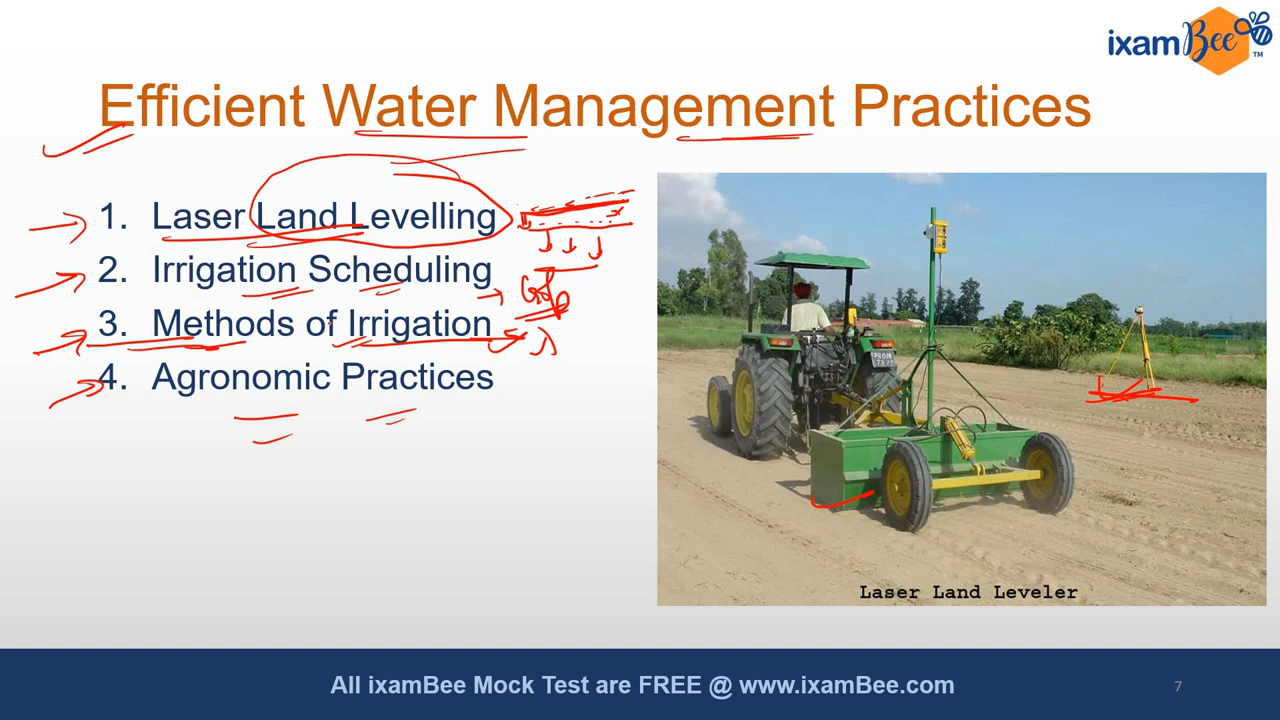 ixamBee™
Efficient Water Management Practices
1. Laser Land Levelling
2. Irrigation Scheduling
3. Methods of Irrigation
4. Agronomic Practices
Laser Land Leveler
All ixamBee Mock Test are FREE @ www.ixamBee.com
7